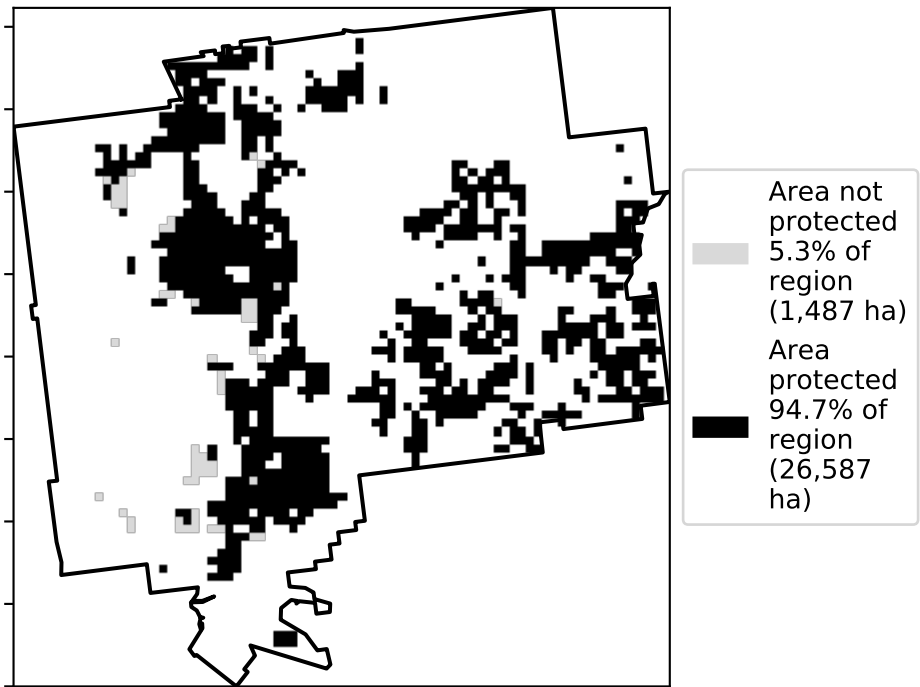 Area not
protected
5.3% of
region
(1,487 ha)
Area
protected
94.7% of
region
(26,587
ha)